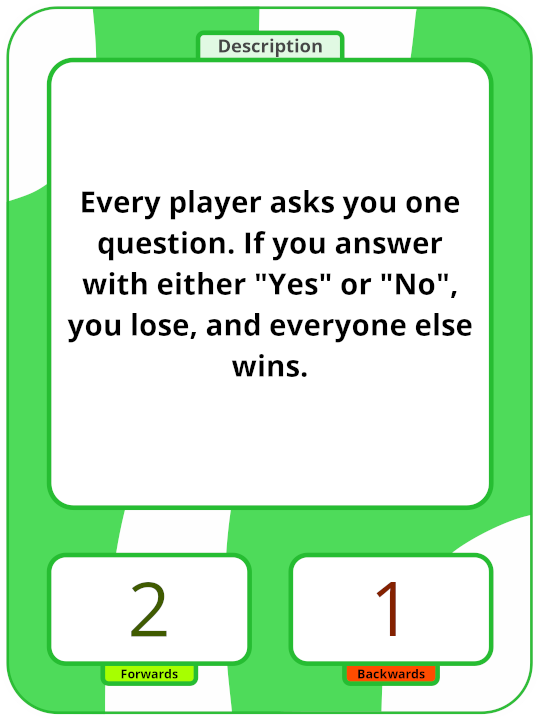 Description
Every player asks you one
question. If you answer
with either "Yes" or "No",
you lose, and everyone else
wins.
2
1
Forwards
Backwards